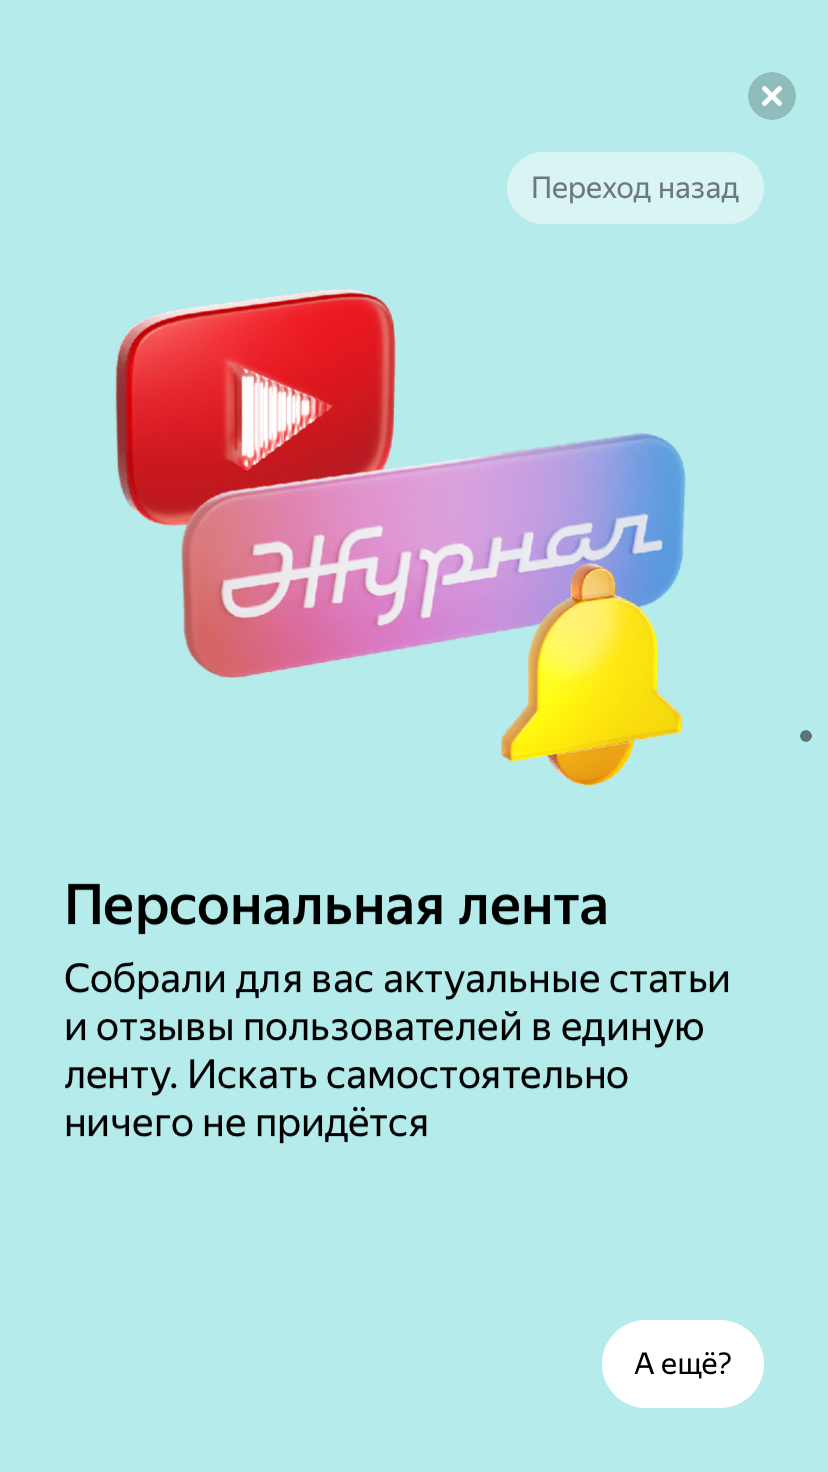 Переход назад
Журнал
Персональная лента
Собрали для вас актуальные статьи
и отзывы пользователей в единую
ленту. Искать самостоятельно
ничего не придётся
А ещё?